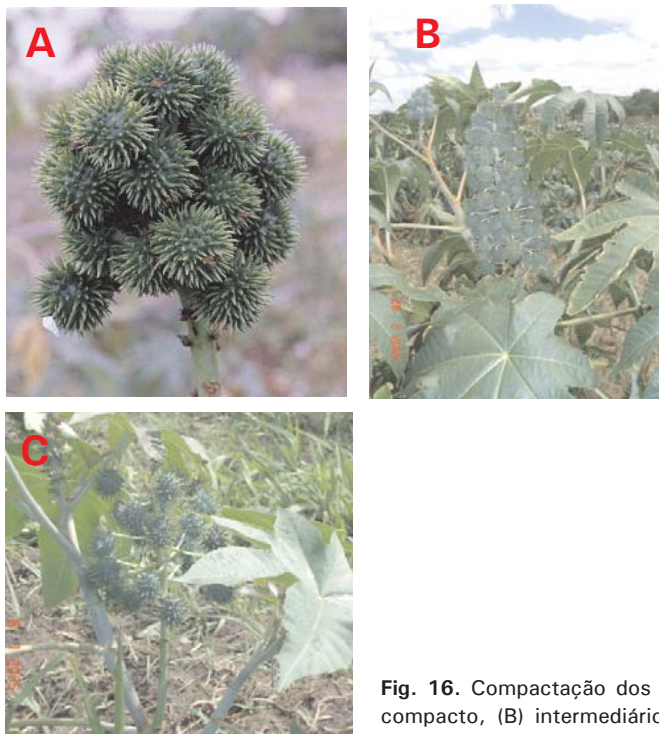 A
B
C
Fig. 16. Compactação dos
compacto, (B) intermediário